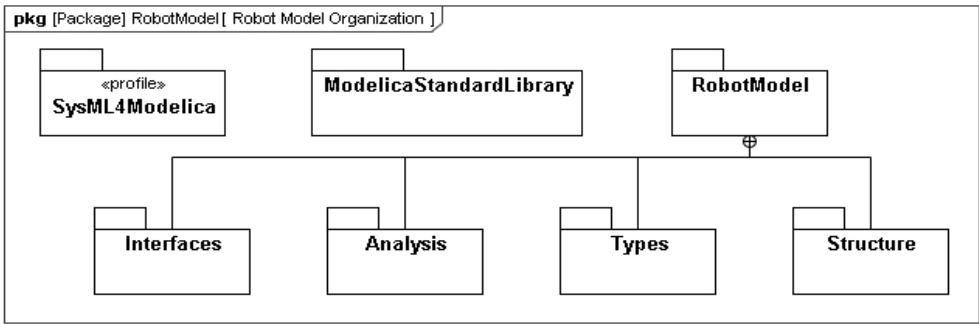 pkg [Package] RobotModel [ Robot Model Organization ]
«profile»
SysML4Modelica
ModelicaStandardLibrary
RobotModel
Interfaces
Analysis
Types
Structure